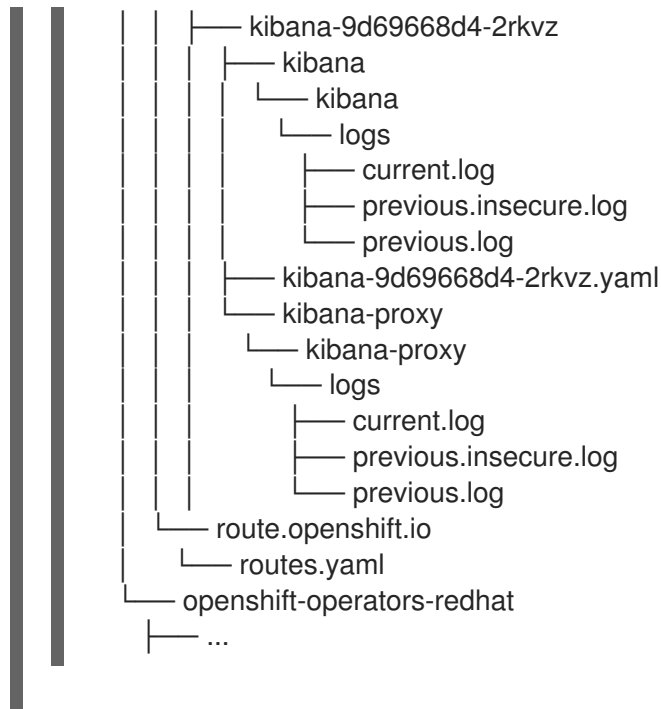 │ │ ├── kibana-9d69668d4-2rkvz
│ │ │ ├── kibana
│ │ │ │ └── kibana
│ │ │ │ └── logs
│ │ │ │ ├── current.log
│ │ │ │ ├── previous.insecure.log
│ │ │ │ └── previous.log
│ │ │ ├── kibana-9d69668d4-2rkvz.yaml
│ │ │ └── kibana-proxy
│ │ │ └── kibana-proxy
│ │ │ └── logs
│ │ │ ├── current.log
│ │ │ ├── previous.insecure.log
│ │ │ └── previous.log
│ └── route.openshift.io
│ └── routes.yaml
└── openshift-operators-redhat
├── ...